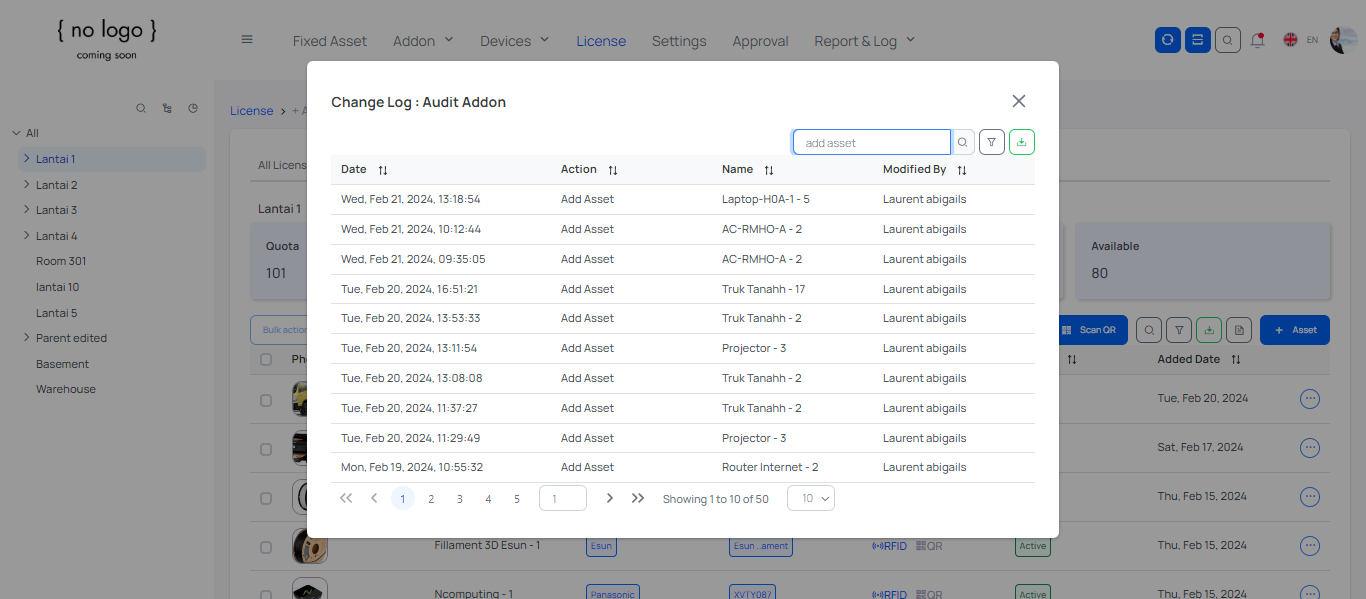 { no logo }
coming soon
Fixed Asset Addon Devices License Settings Approval Report & Log EN
License > + A
All
Lantai 1
Lantai 2
Lantai 3
Lantai 4
Room 301
lantai 10
Lantai 5
Parent edited
Basement
Warehouse
All Licens
Lantai 1
Quota
101
Available
80
Bulk action
Scan QR
+ Asset
Ph
Added Date
Tue, Feb 20, 2024
Sat, Feb 17, 2024
Thu, Feb 15, 2024
Fillament 3D Esun - 1 Esun Esun ..ament RFID QR Active Thu, Feb 15, 2024
Ncomputing - 1 Panasonic XVTY087 RFID QR Active Thu, Feb 15, 2024
Change Log : Audit Addon
add asset
Date Action Name Modified By
Wed, Feb 21, 2024, 13:18:54 Add Asset Laptop-H0A-1 - 5 Laurent abigails
Wed, Feb 21, 2024, 10:12:44 Add Asset AC-RMHO-A - 2 Laurent abigails
Wed, Feb 21, 2024, 09:35:05 Add Asset AC-RMHO-A - 2 Laurent abigails
Tue, Feb 20, 2024, 16:51:21 Add Asset Truk Tanahh - 17 Laurent abigails
Tue, Feb 20, 2024, 13:53:33 Add Asset Truk Tanahh - 2 Laurent abigails
Tue, Feb 20, 2024, 13:11:54 Add Asset Projector - 3 Laurent abigails
Tue, Feb 20, 2024, 13:08:08 Add Asset Truk Tanahh - 2 Laurent abigails
Tue, Feb 20, 2024, 11:37:27 Add Asset Truk Tanahh - 2 Laurent abigails
Tue, Feb 20, 2024, 11:29:49 Add Asset Projector - 3 Laurent abigails
Mon, Feb 19, 2024, 10:55:32 Add Asset Router Internet - 2 Laurent abigails
1 2 3 4 5 1 Showing 1 to 10 of 50 10